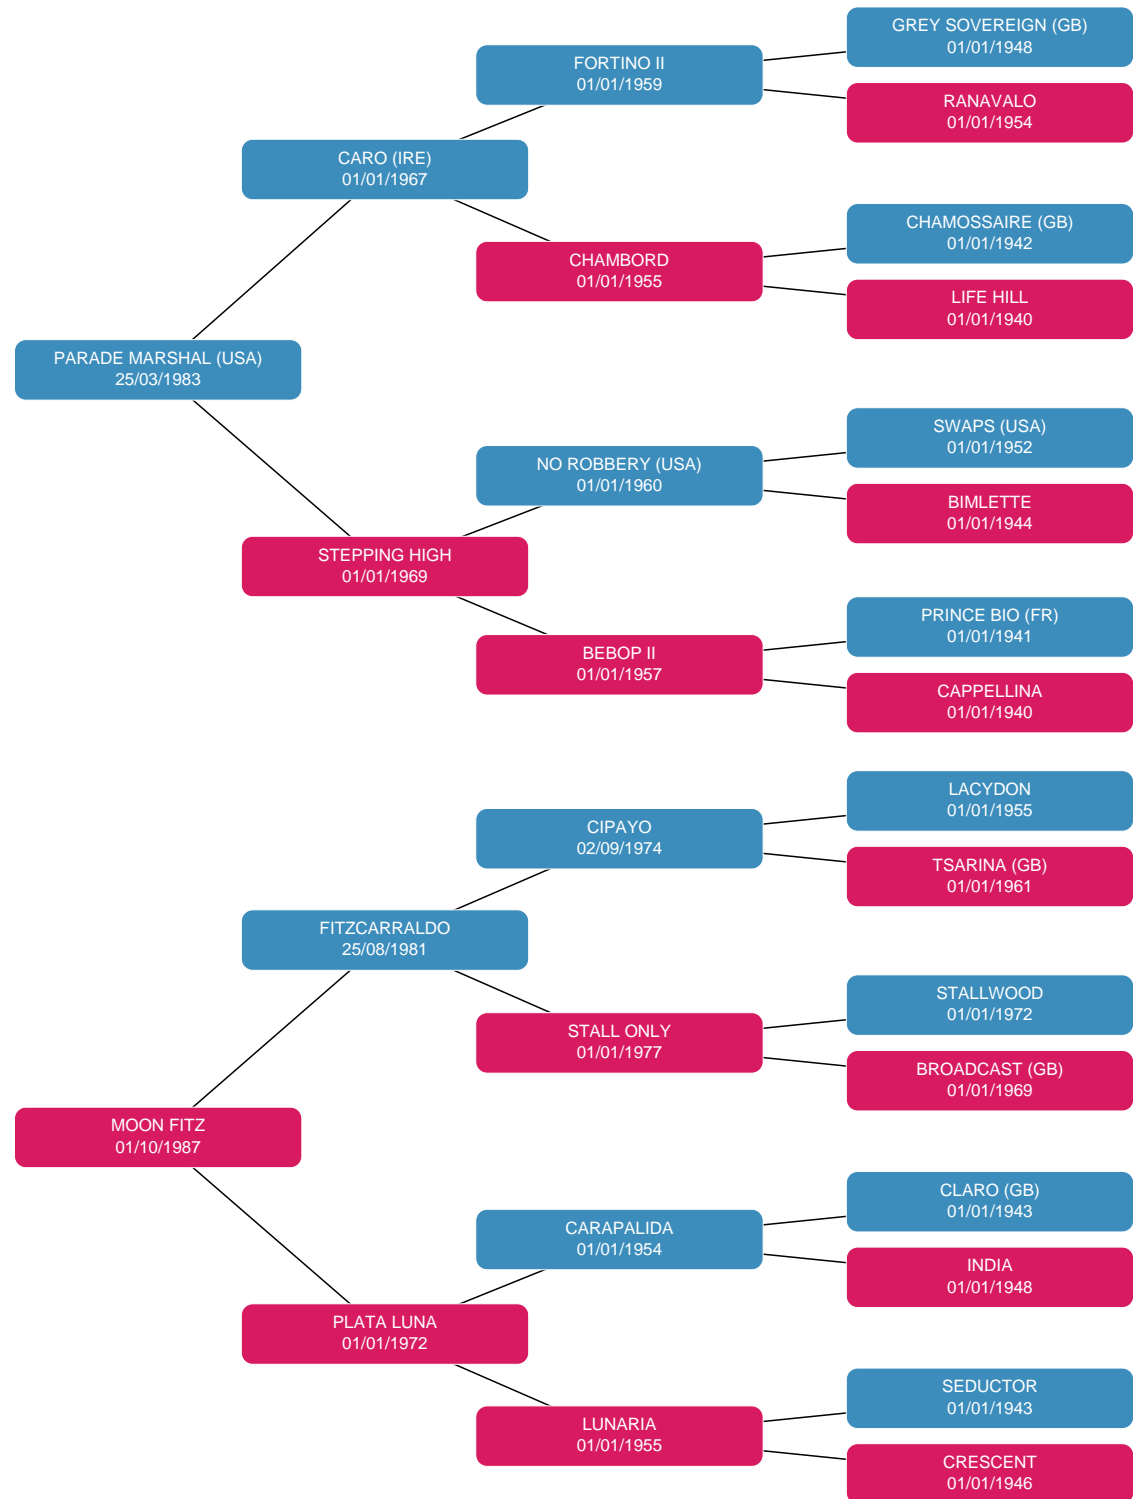 GREY SOVEREIGN (GB)
01/01/1948
FORTINO II
01/01/1959
RANAVALO
01/01/1954
CARO (IRE)
01/01/1967
CHAMOSSAIRE (GB)
01/01/1942
CHAMBORD
01/01/1955
LIFE HILL
01/01/1940
PARADE MARSHAL (USA)
25/03/1983
SWAPS (USA)
01/01/1952
NO ROBBERY (USA)
01/01/1960
BIMLETTE
01/01/1944
STEPPING HIGH
01/01/1969
PRINCE BIO (FR)
01/01/1941
BEBOP II
01/01/1957
CAPPELLINA
01/01/1940
LACYDON
01/01/1955
CIPAYO
02/09/1974
TSARINA (GB)
01/01/1961
FITZCARRALDO
25/08/1981
STALLWOOD
01/01/1972
STALL ONLY
01/01/1977
BROADCAST (GB)
01/01/1969
MOON FITZ
01/10/1987
CLARO (GB)
01/01/1943
CARAPALIDA
01/01/1954
INDIA
01/01/1948
PLATA LUNA
01/01/1972
SEDUCTOR
01/01/1943
LUNARIA
01/01/1955
CRESCENT
01/01/1946